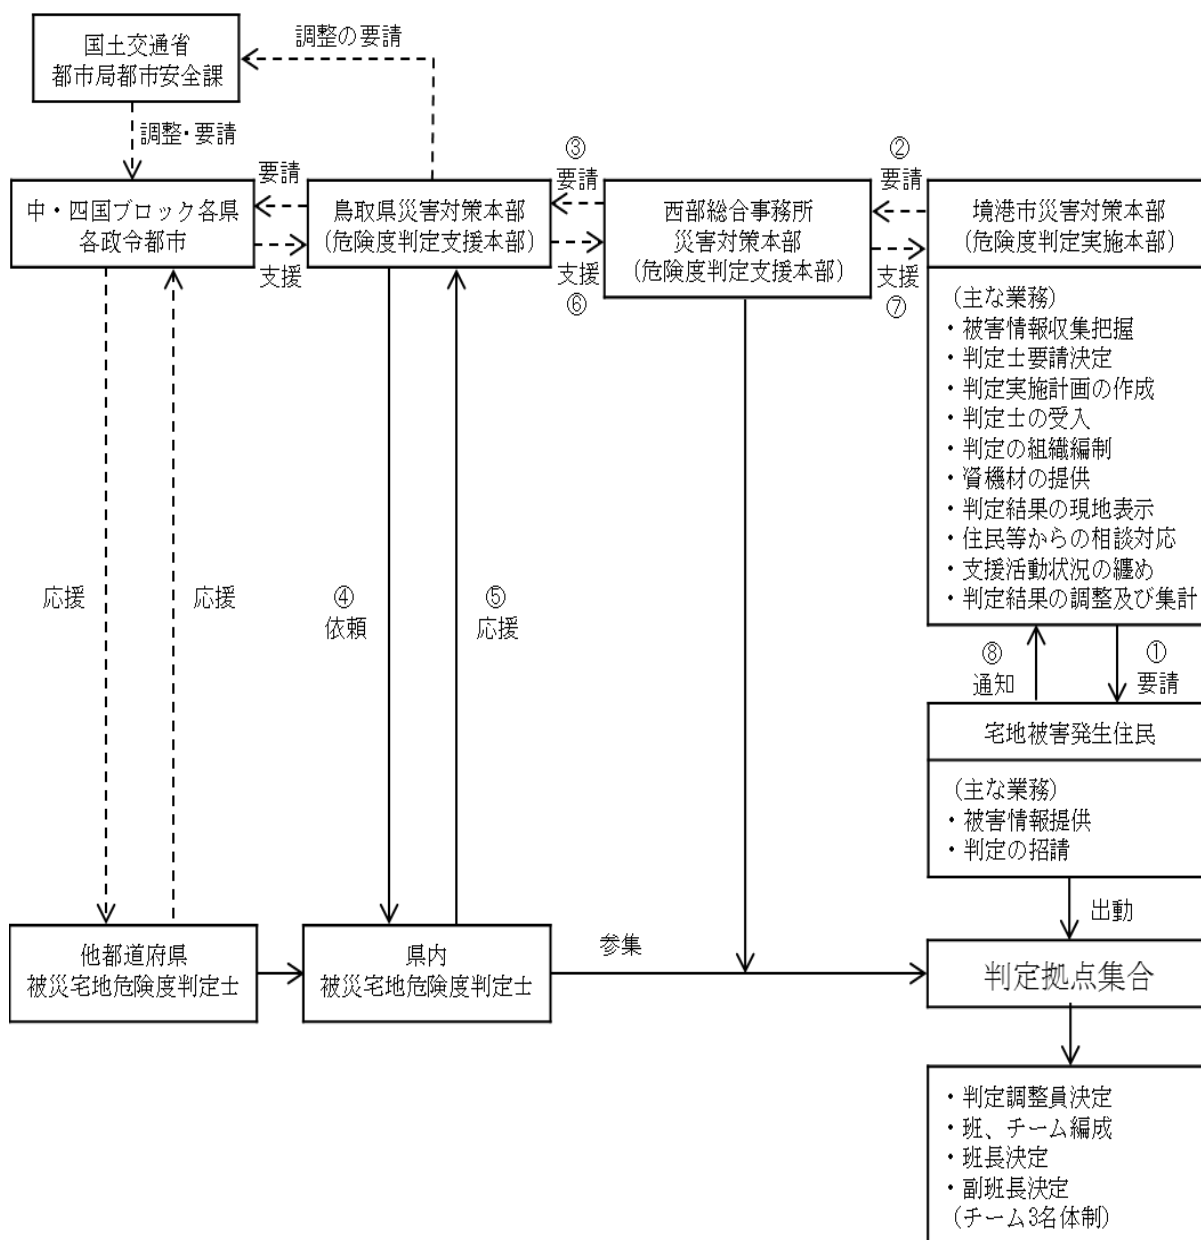 国土交通省
都市局都市安全課
調整の要請
調整・要請
中・四国ブロック各県
各政令都市
要請
支援
鳥取県災害対策本部
(危険度判定支援本部)
③
要請
支援
⑥
西部総合事務所
災害対策本部
(危険度判定支援本部)
②
要請
支援
⑦
境港市災害対策本部
(危険度判定実施本部)
(主な業務)
・被害情報収集把握
・判定士要請決定
・判定実施計画の作成
・判定士の受入
・判定の組織編制
・資機材の提供
・判定結果の現地表示
・住民等からの相談対応
・支援活動状況の纏め
・判定結果の調整及び集計
応援
応援
④
依頼
⑤
応援
⑧
通知
①
要請
宅地被害発生住民
(主な業務)
・被害情報提供
・判定の招請
出動
他都道府県
被災宅地危険度判定士
県内
被災宅地危険度判定士
参集
判定拠点集合
・判定調整員決定
・班、チーム編成
・班長決定
・副班長決定
(チーム3名体制)